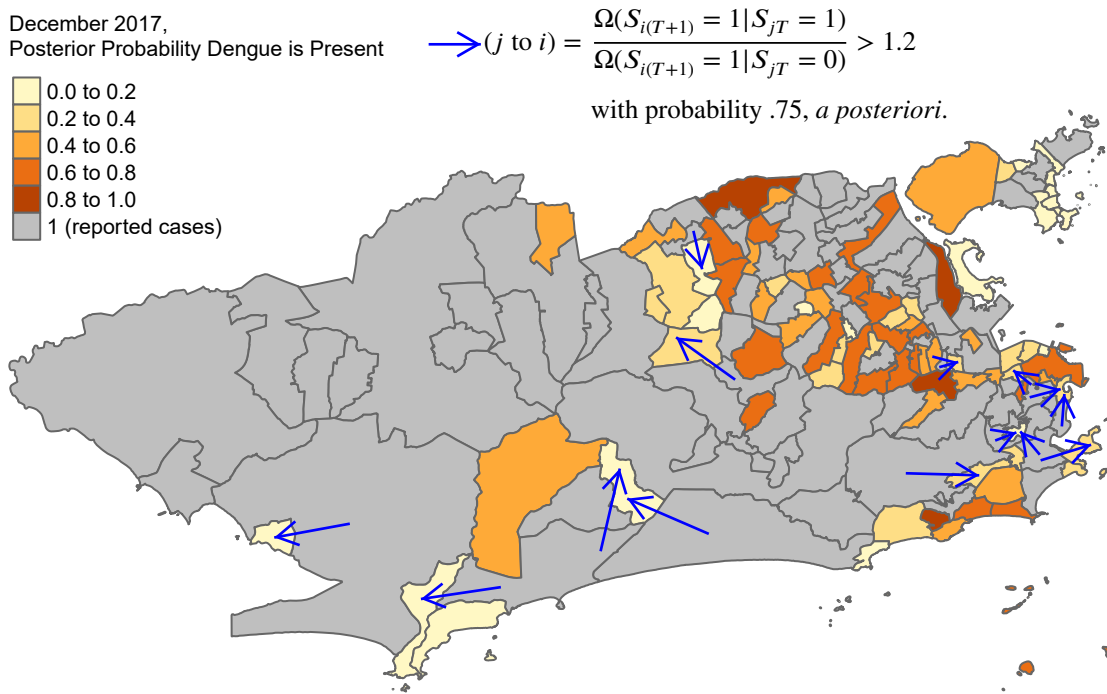 December 2017,
Posterior Probability Dengue is Present
0.0 to 0.2
0.2 to 0.4
0.4 to 0.6
0.6 to 0.8
0.8 to 1.0
1 (reported cases)
(j to i) = Ω(S_{i(T+1)} = 1|S_{jT} = 1) / Ω(S_{i(T+1)} = 1|S_{jT} = 0) > 1.2
with probability .75, a posteriori.